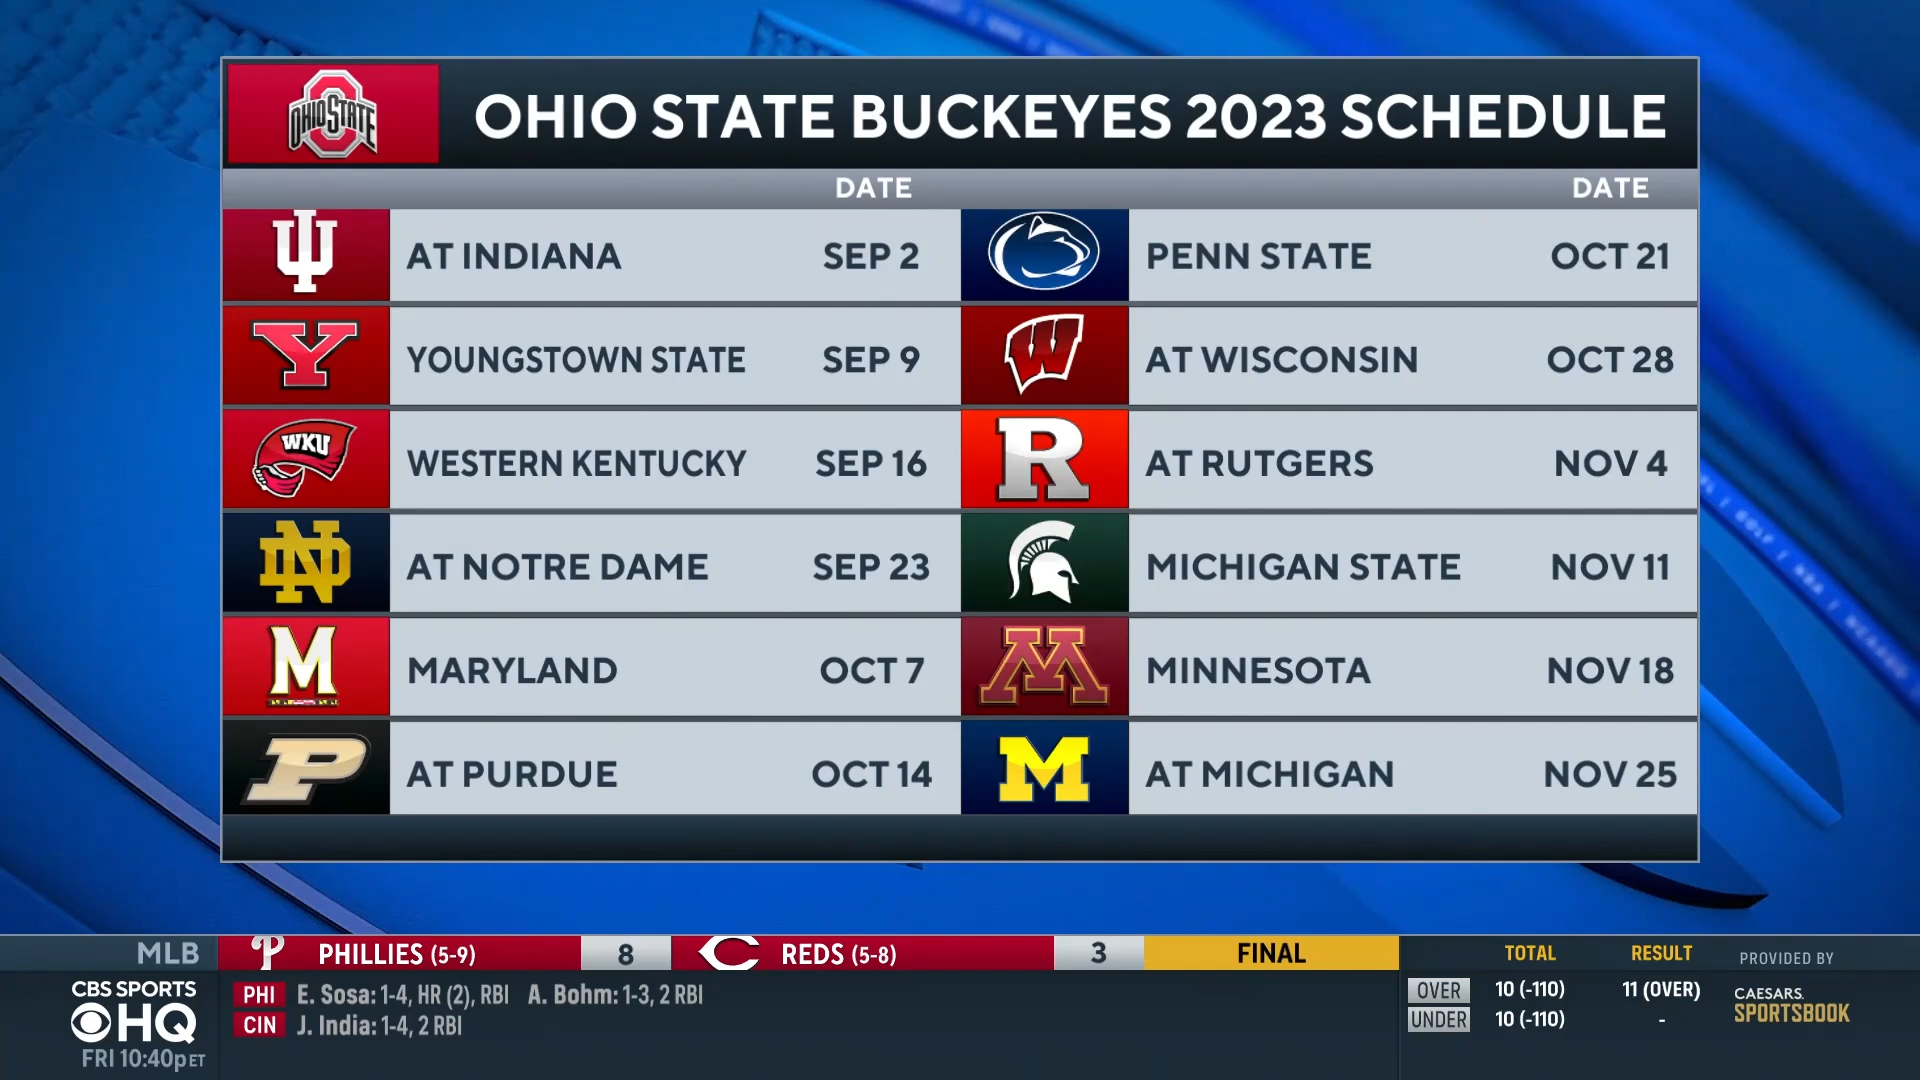 OHIO STATE
OHIO STATE BUCKEYES 2023 SCHEDULE
DATE DATE
AT INDIANA SEP 2 PENN STATE OCT 21
Y YOUNGSTOWN STATE SEP 9 W AT WISCONSIN OCT 28
WKU WESTERN KENTUCKY SEP 16 R AT RUTGERS NOV 4
ND AT NOTRE DAME SEP 23 MICHIGAN STATE NOV 11
M MARYLAND OCT 7 M MINNESOTA NOV 18
P AT PURDUE OCT 14 M AT MICHIGAN NOV 25
MLB P PHILLIES (5-9) 8 C REDS (5-8) 3 FINAL TOTAL RESULT PROVIDED BY
CBS SPORTS PHI E. Sosa: 1-4, HR (2), RBI A. Bohm: 1-3, 2 RBI OVER 10 (-110) 11 (OVER) CAESARS
HQ CIN J. India: 1-4, 2 RBI UNDER 10 (-110) - SPORTSBOOK
FRI 10:40p ET